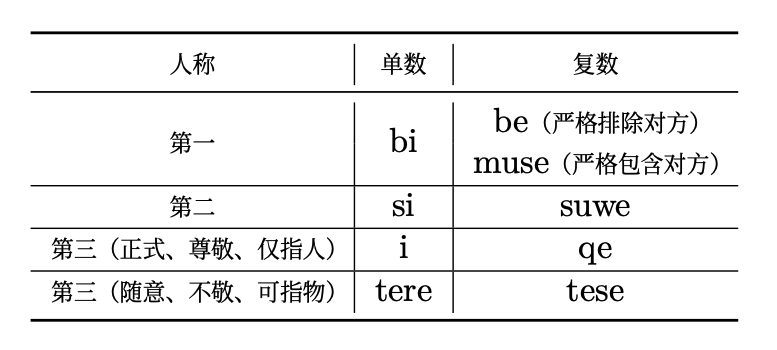 人称 单数 复数
第一 bi be（严格排除对方）
muse（严格包含对方）
第二 si suwe
第三（正式、尊敬、仅指人） i qe
第三（随意、不敬、可指物） tere tese